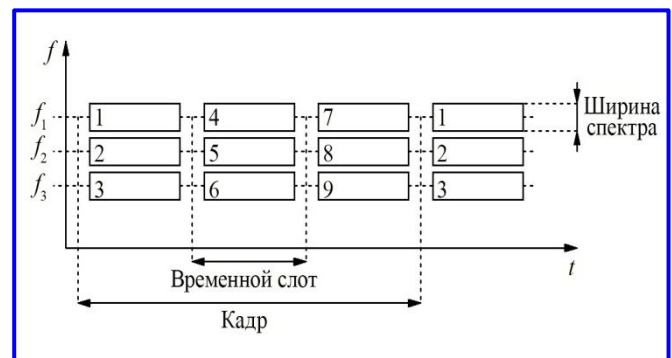 f
f₁ 1 4 7 1
f₂ 2 5 8 2
f₃ 3 6 9 3
Ширина
спектра
t
Временной слот
Кадр